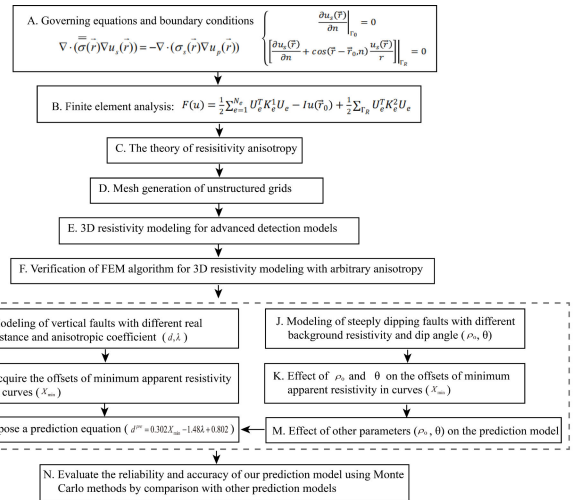 A. Governing equations and boundary conditions
∇·(σ̿(r⃗)∇u_s(r⃗)) = −∇·(σ_s(r⃗)∇u_p(r⃗))
∂u_s(r⃗)/∂n |Γ_0 = 0
[∂u_s(r⃗)/∂n + cos(r⃗ − r⃗_0, n) u_s(r⃗)/r] |Γ_R = 0
B. Finite element analysis: F(u) = ½∑_{e=1}^{N_e} U_e^T K_e^1 U_e − Iu(r⃗_0) + ½∑_{Γ_R} U_e^T K_e^2 U_e
C. The theory of resisitivity anisotropy
D. Mesh generation of unstructured grids
E. 3D resistivity modeling for advanced detection models
F. Verification of FEM algorithm for 3D resistivity modeling with arbitrary anisotropy
odeling of vertical faults with different real
stance and anisotropic coefficient (d,λ)
cquire the offsets of minimum apparent resistivity
curves (X_min)
pose a prediction equation (d^pre = 0.302X_min −1.48λ + 0.802)
J. Modeling of steeply dipping faults with different
background resistivity and dip angle (ρ_0, θ)
K. Effect of ρ_0 and θ on the offsets of minimum
apparent resistivity in curves (X_min)
M. Effect of other parameters (ρ_0, θ) on the prediction model
N. Evaluate the reliability and accuracy of our prediction model using Monte
Carlo methods by comparison with other prediction models